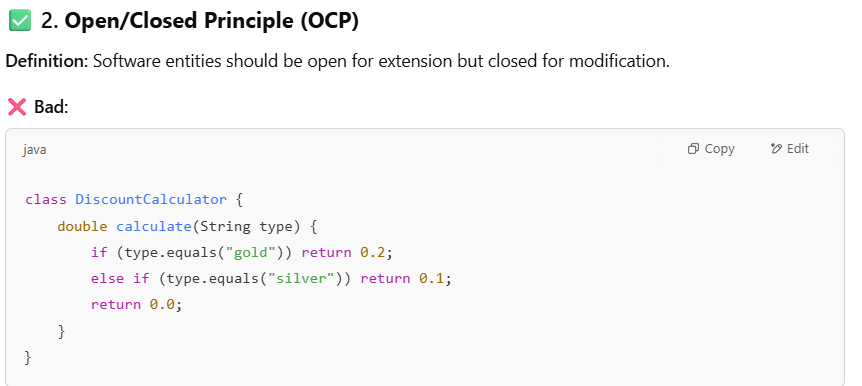 ✅ 2. Open/Closed Principle (OCP)
Definition: Software entities should be open for extension but closed for modification.
❌ Bad:
java
Copy
Edit
class DiscountCalculator {
    double calculate(String type) {
        if (type.equals("gold")) return 0.2;
        else if (type.equals("silver")) return 0.1;
        return 0.0;
    }
}